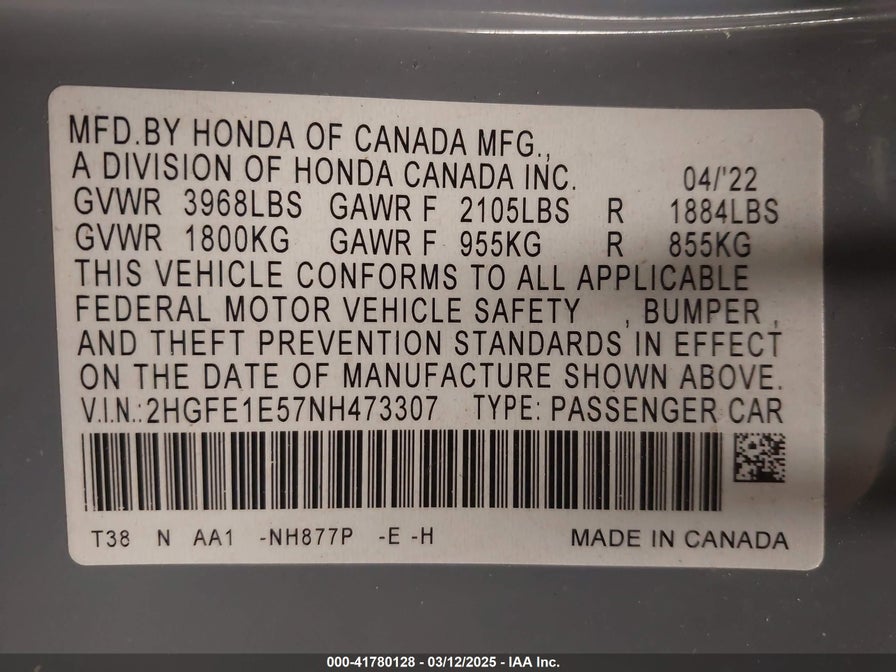 MFD.BY HONDA OF CANADA MFG.,
A DIVISION OF HONDA CANADA INC. 04/'22
GVWR 3968LBS GAWR F 2105LBS R 1884LBS
GVWR 1800KG GAWR F 955KG R 855KG
THIS VEHICLE CONFORMS TO ALL APPLICABLE
FEDERAL MOTOR VEHICLE SAFETY , BUMPER ,
AND THEFT PREVENTION STANDARDS IN EFFECT
ON THE DATE OF MANUFACTURE SHOWN ABOVE.
V.I.N.:2HGFE1E57NH473307 TYPE: PASSENGER CAR
T38 N AA1 -NH877P -E -H MADE IN CANADA
000-41780128 - 03/12/2025 - IAA Inc.